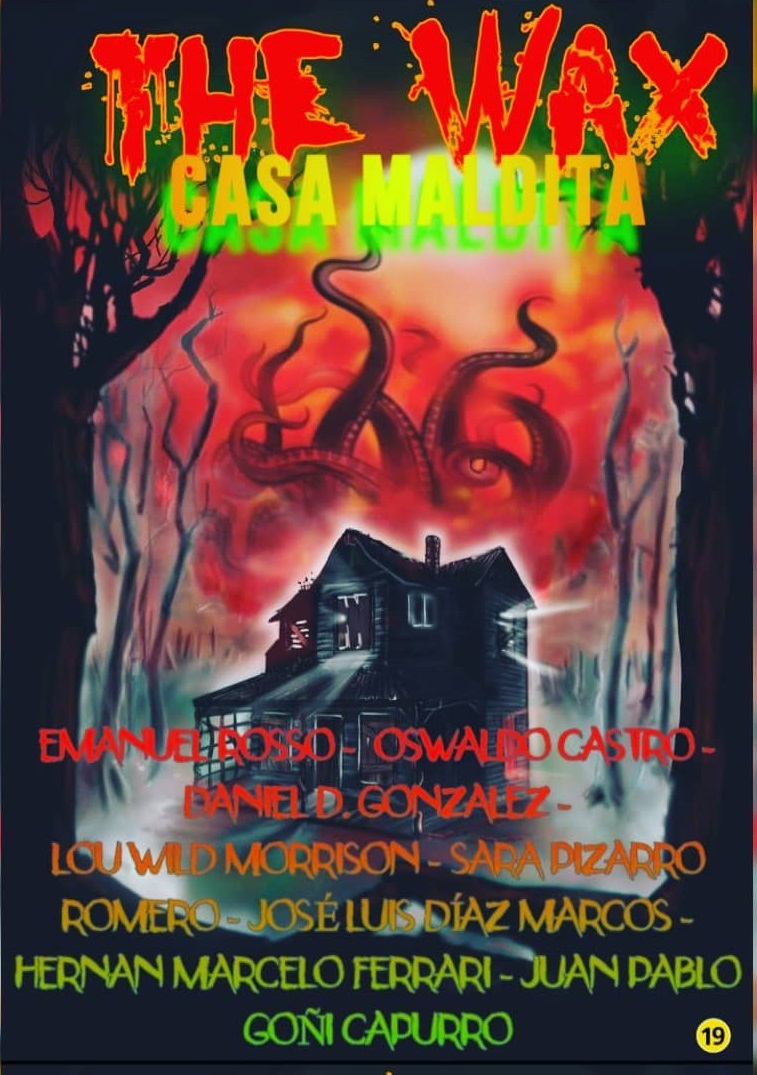 THE WAX
CASA MALDITA
EMANUEL ROSSO - OSWALDO CASTRO -
DANIEL D. GONZALEZ -
LOU WILD MORRISON - SARA PIZARRO
ROMERO - JOSÉ LUIS DÍAZ MARCOS -
HERNAN MARCELO FERRARI - JUAN PABLO
GOÑI CAPURRO
19